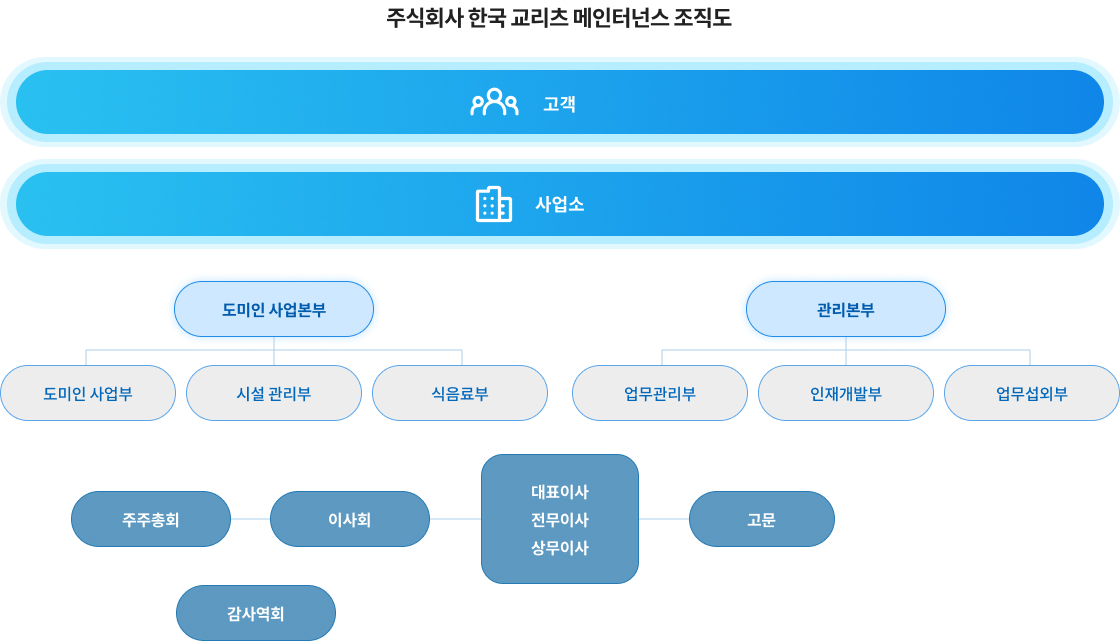 주식회사 한국 교리츠 메인터넌스 조직도
고객
사업소
도미인 사업본부
관리본부
도미인 사업부
시설 관리부
식음료부
업무관리부
인재개발부
업무섭외부
주주총회
이사회
대표이사
전무이사
상무이사
고문
감사역회